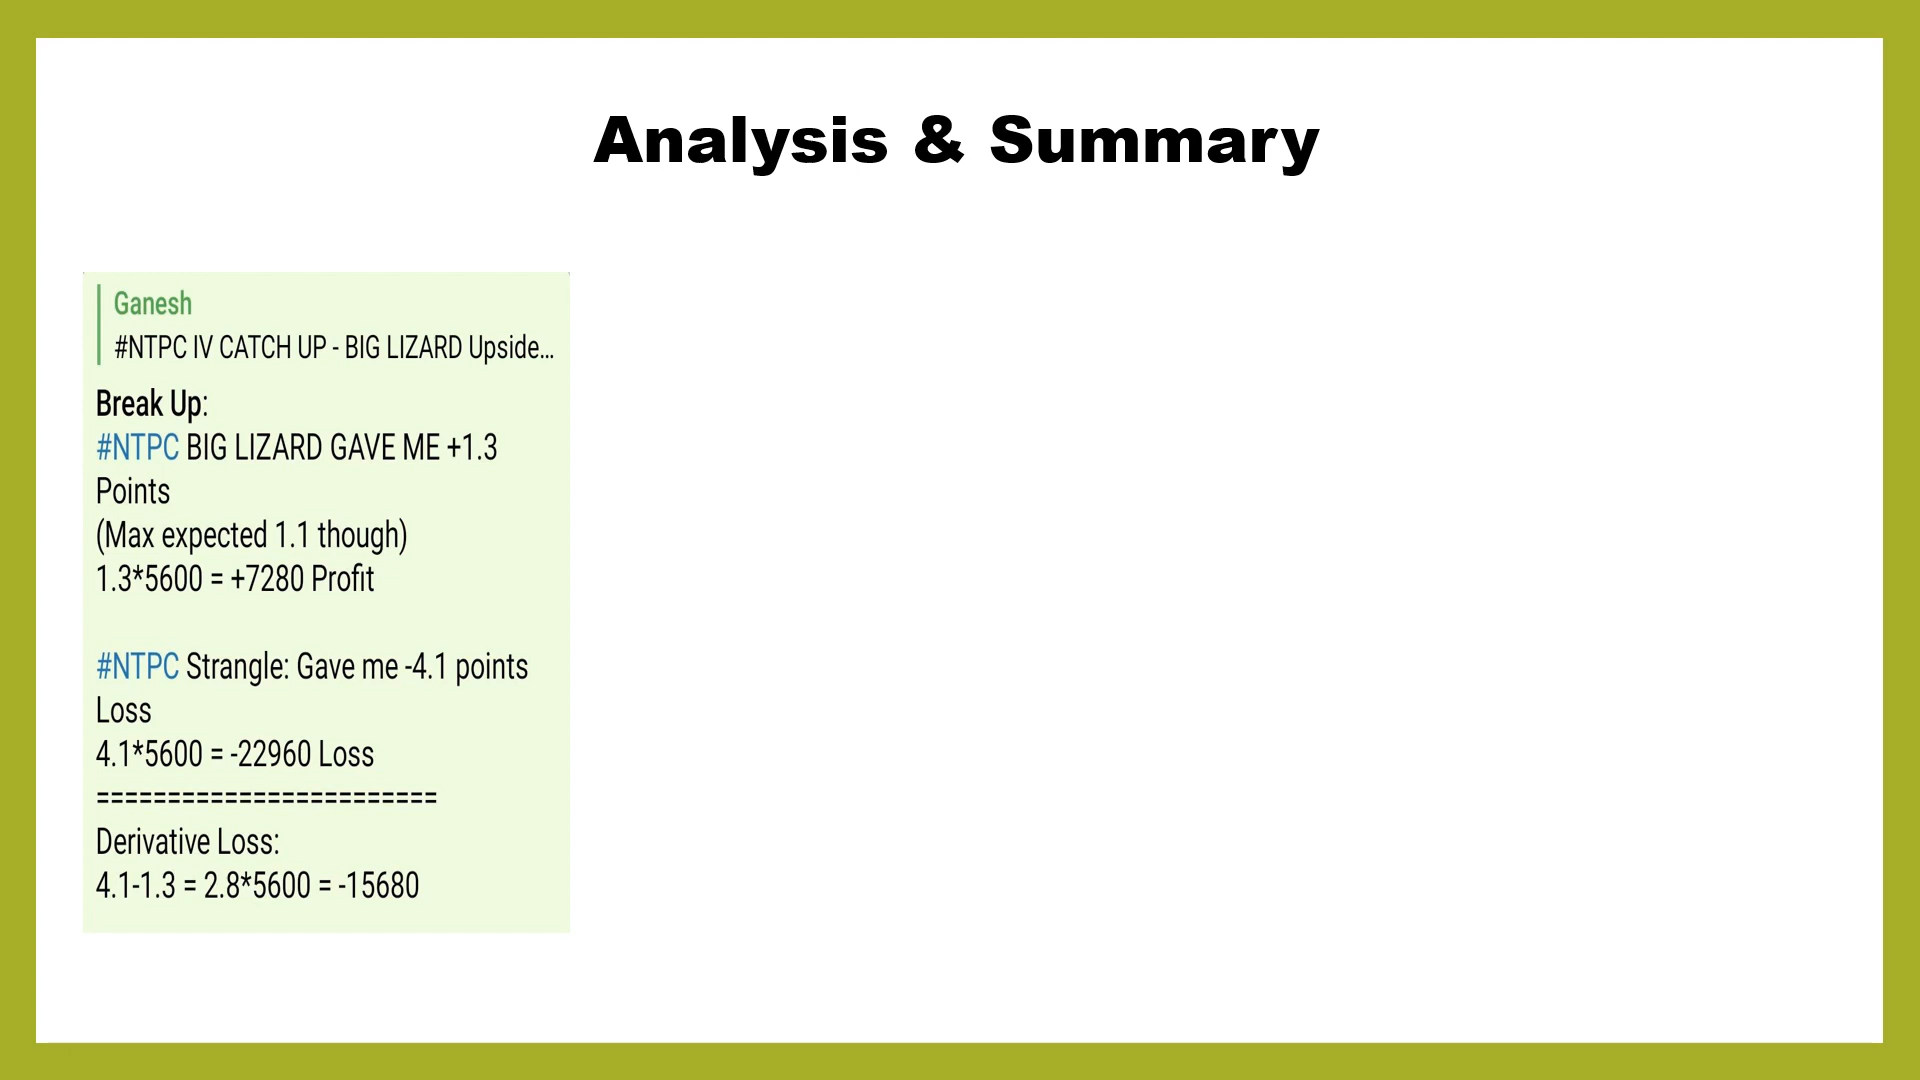 Analysis & Summary
Ganesh
#NTPC IV CATCH UP - BIG LIZARD Upside...
Break Up:
#NTPC BIG LIZARD GAVE ME +1.3
Points
(Max expected 1.1 though)
1.3*5600 = +7280 Profit
#NTPC Strangle: Gave me -4.1 points
Loss
4.1*5600 = -22960 Loss
========================
Derivative Loss:
4.1-1.3 = 2.8*5600 = -15680